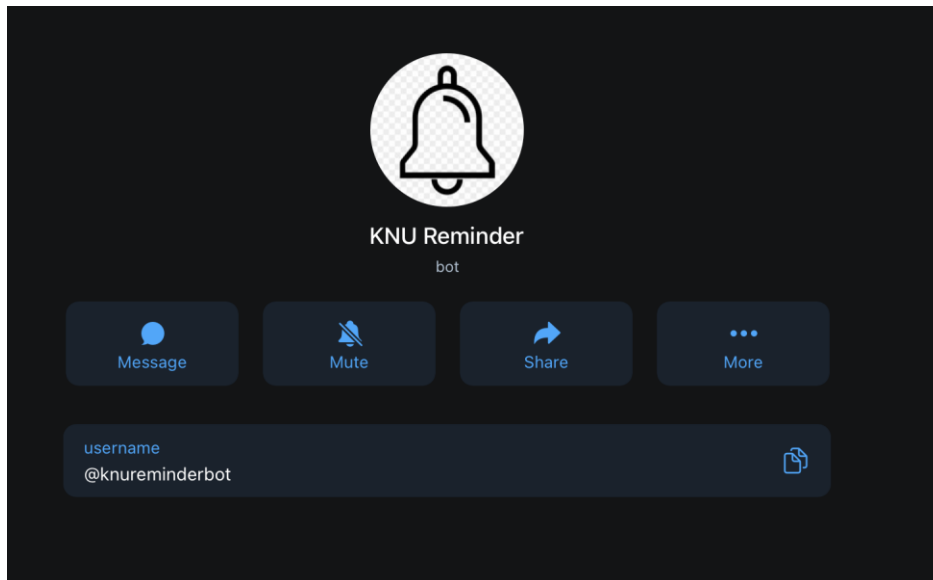 KNU Reminder
bot
Message
Mute
Share
More
username
@knureminderbot